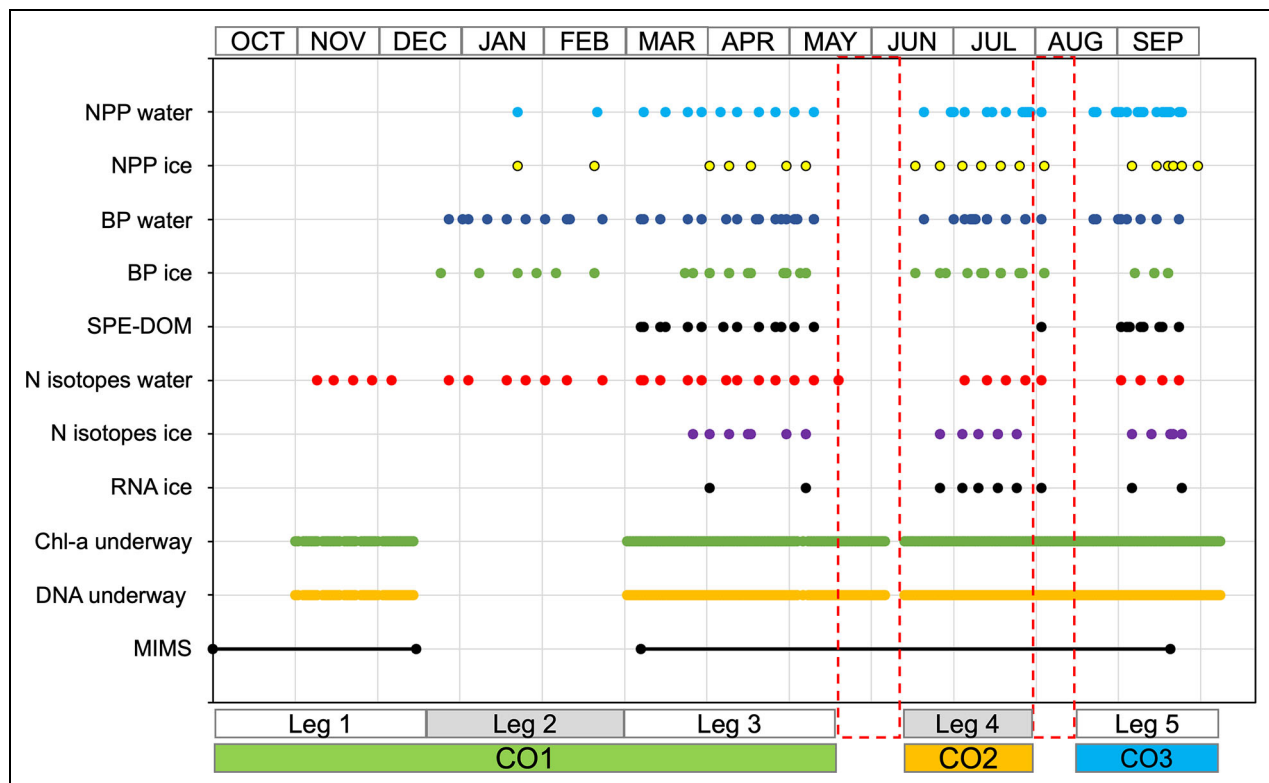 OCT NOV DEC JAN FEB MAR APR MAY JUN JUL AUG SEP
NPP water
NPP ice
BP water
BP ice
SPE-DOM
N isotopes water
N isotopes ice
RNA ice
Chl-a underway
DNA underway
MIMS
Leg 1 Leg 2 Leg 3 Leg 4 Leg 5
CO1 CO2 CO3